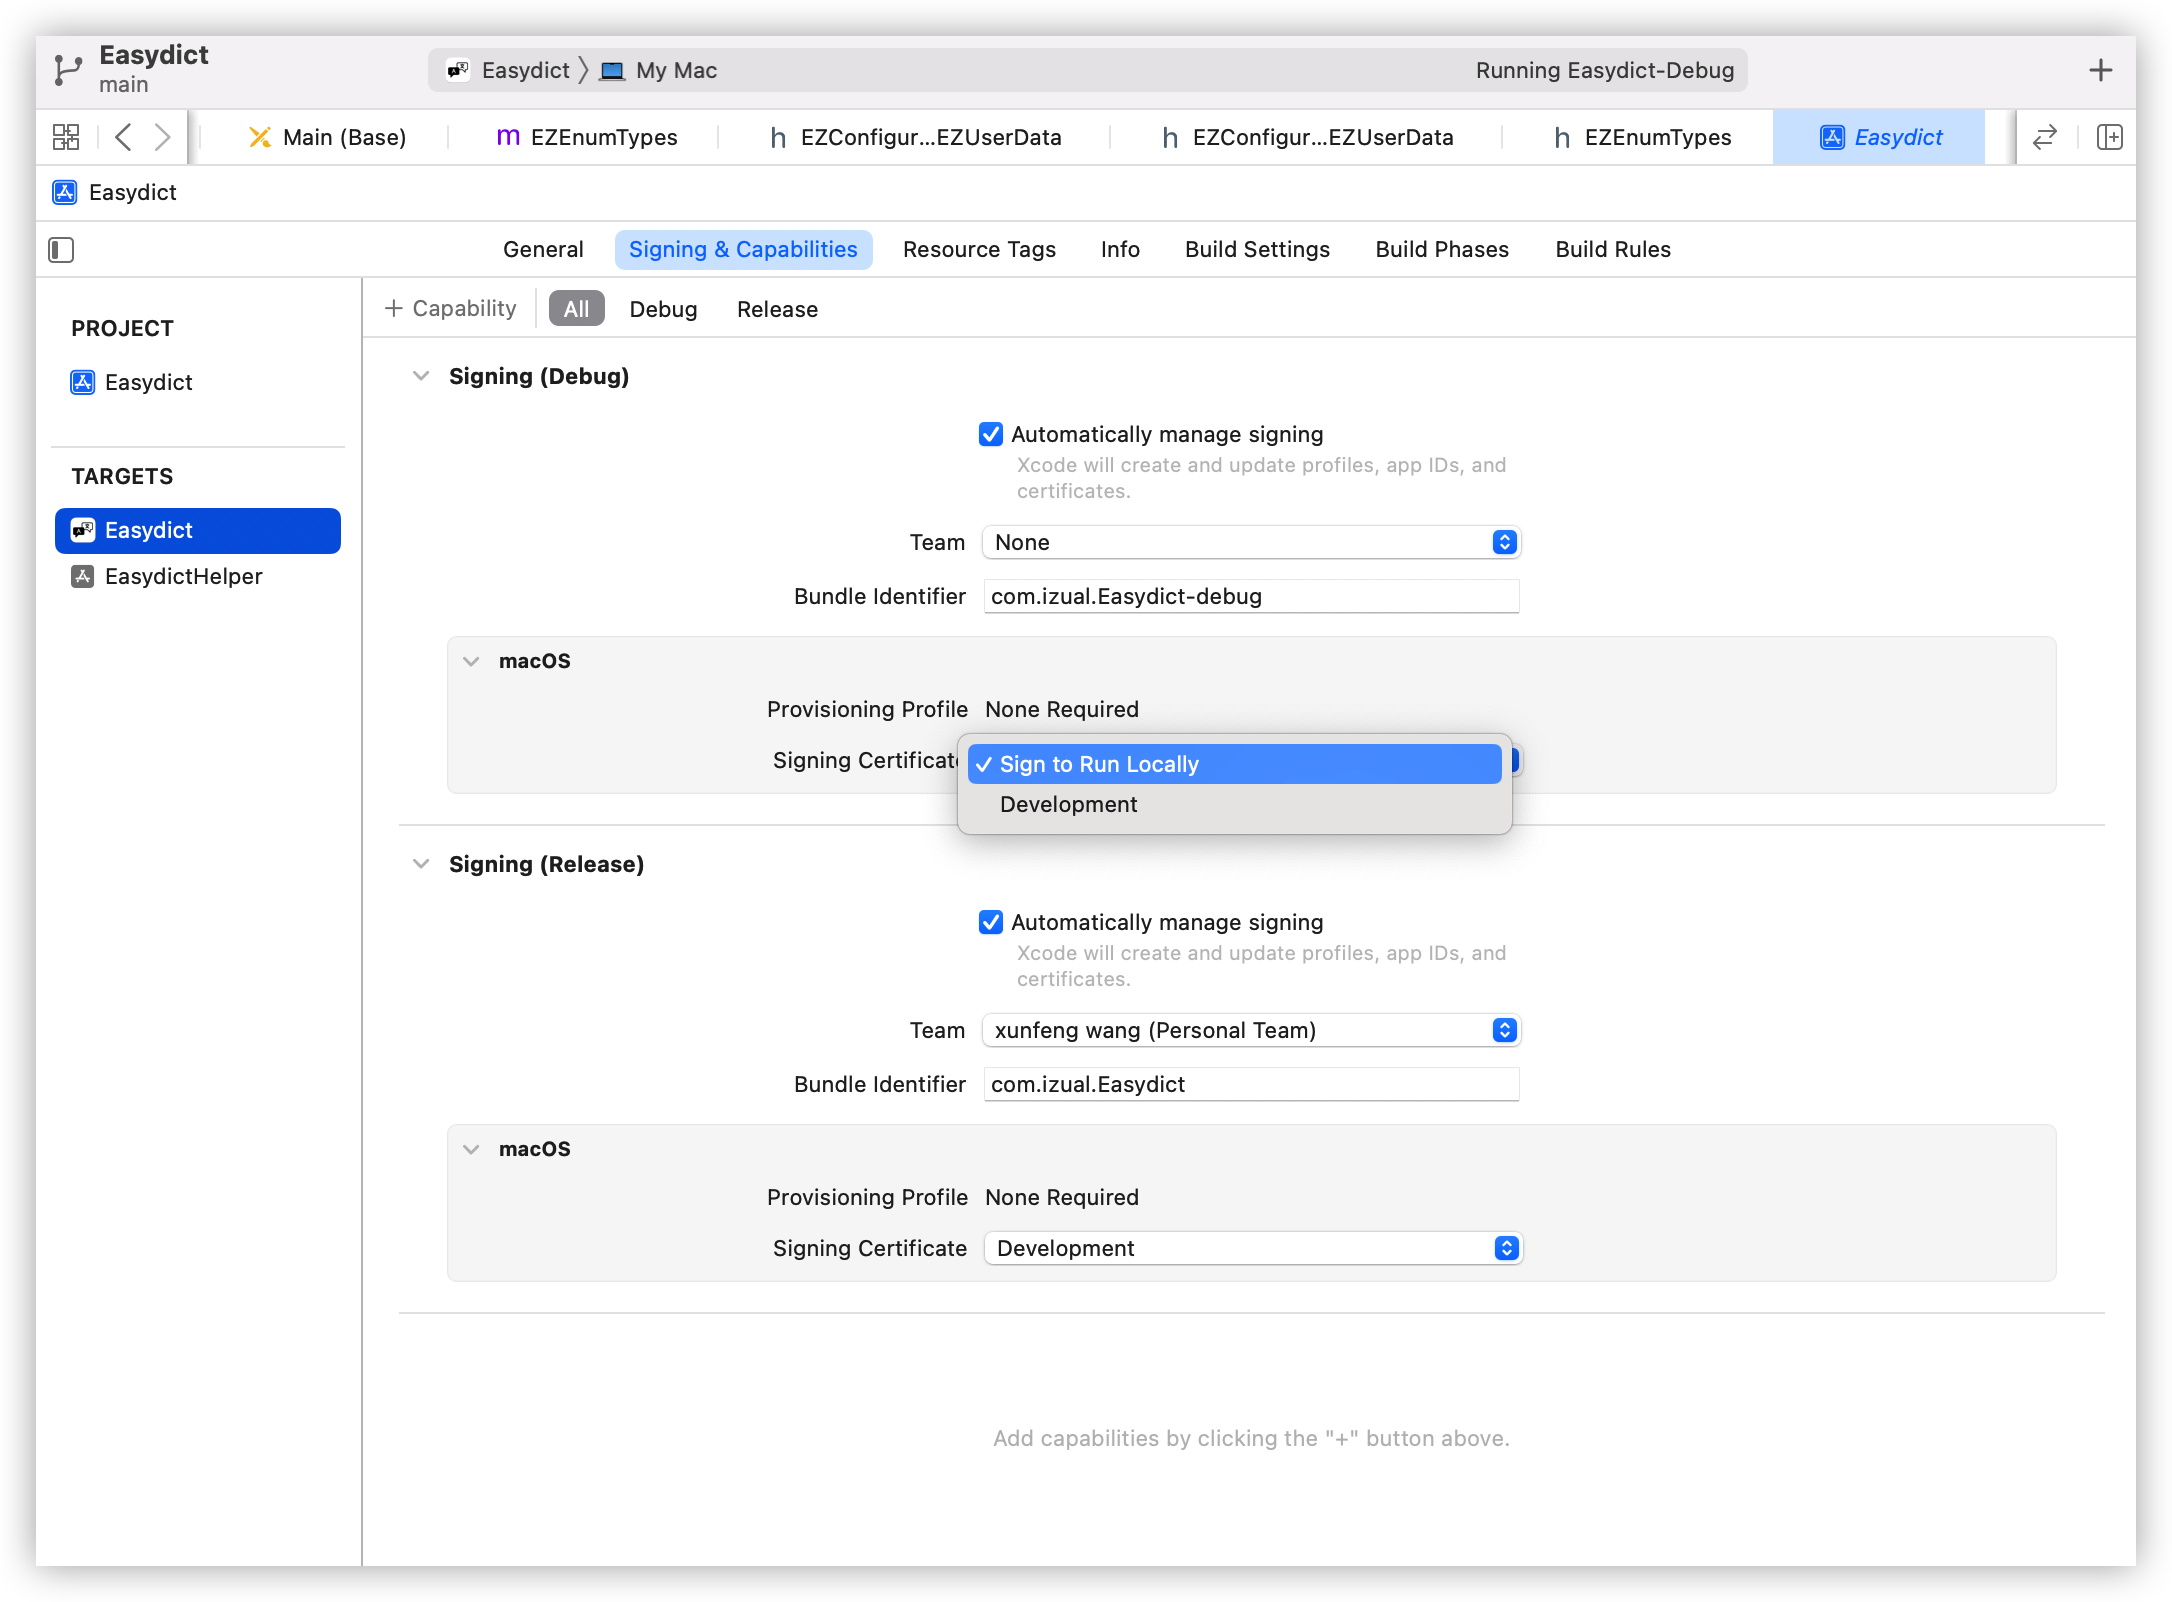 Easydict
main
Easydict
My Mac
Running Easydict-Debug
Main (Base)
m EZEnumTypes
h EZConfigur...EZUserData
h EZConfigur...EZUserData
h EZEnumTypes
Easydict
Easydict
General
Signing & Capabilities
Resource Tags
Info
Build Settings
Build Phases
Build Rules
PROJECT
Easydict
TARGETS
Easydict
EasydictHelper
+ Capability
All
Debug
Release
Signing (Debug)
Automatically manage signing
Xcode will create and update profiles, app IDs, and
certificates.
Team None
Bundle Identifier com.izual.Easydict-debug
macOS
Provisioning Profile None Required
Signing Certificate
Sign to Run Locally
Development
Signing (Release)
Automatically manage signing
Xcode will create and update profiles, app IDs, and
certificates.
Team xunfeng wang (Personal Team)
Bundle Identifier com.izual.Easydict
macOS
Provisioning Profile None Required
Signing Certificate Development
Add capabilities by clicking the "+" button above.